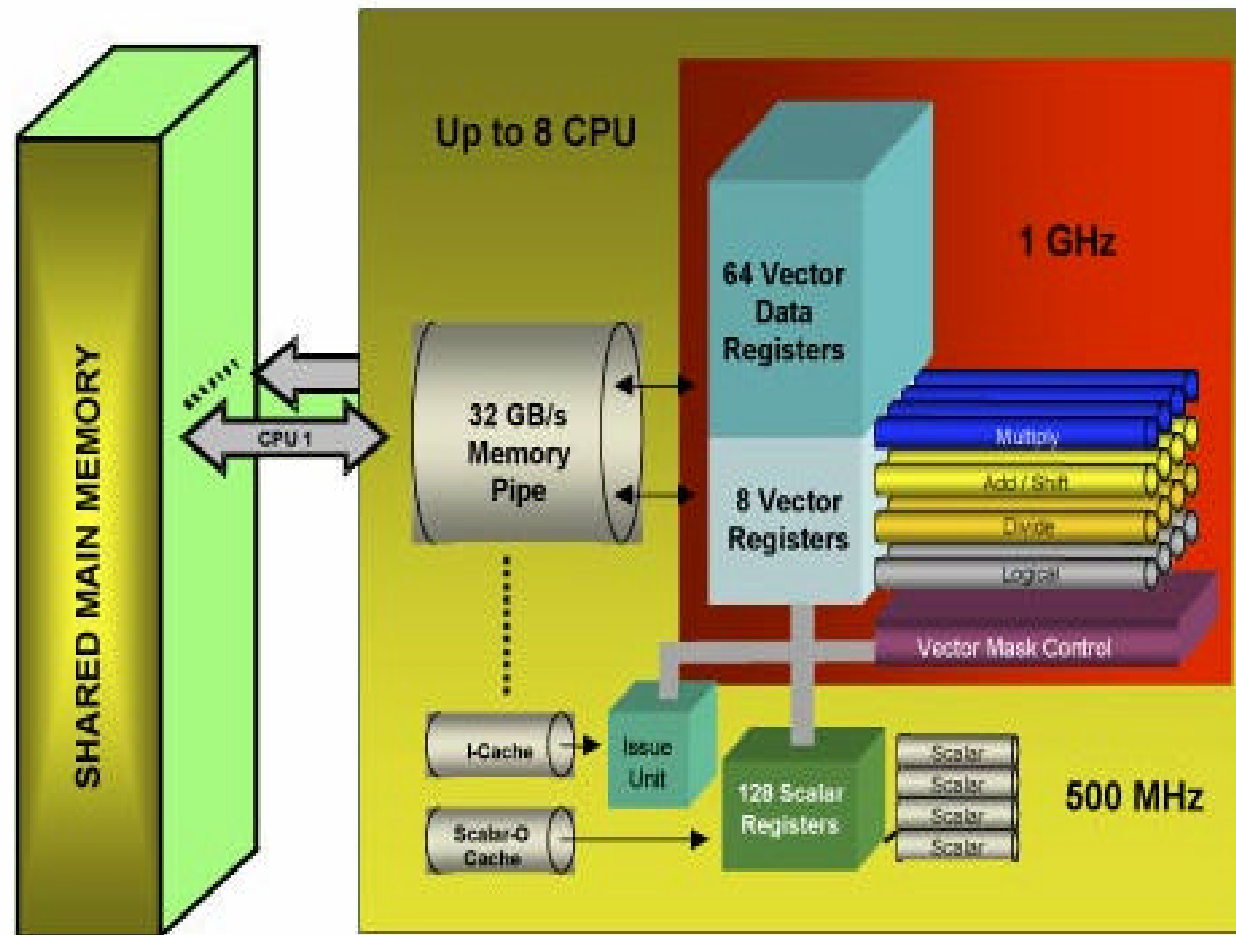 Up to 8 CPU
1 GHz
64 Vector
Data
Registers
SHARED MAIN MEMORY
CPU 1
32 GB/s
Memory
Pipe
8 Vector
Registers
Multiply
Add / Shift
Divide
Logical
Vector Mask Control
I-Cache
Issue
Unit
Scalar-D
Cache
128 Scalar
Registers
Scalar
Scalar
Scalar
Scalar
500 MHz